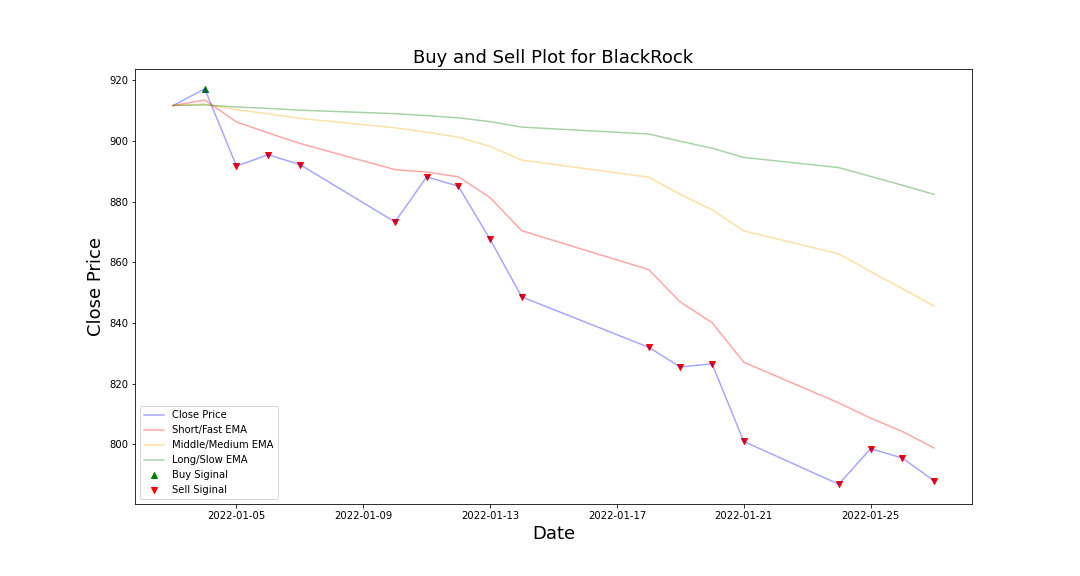 Buy and Sell Plot for BlackRock
920
900
880
860
840
820
800
Close Price
Close Price
Short/Fast EMA
Middle/Medium EMA
Long/Slow EMA
Buy Siginal
Sell Siginal
2022-01-05 2022-01-09 2022-01-13 2022-01-17 2022-01-21 2022-01-25
Date